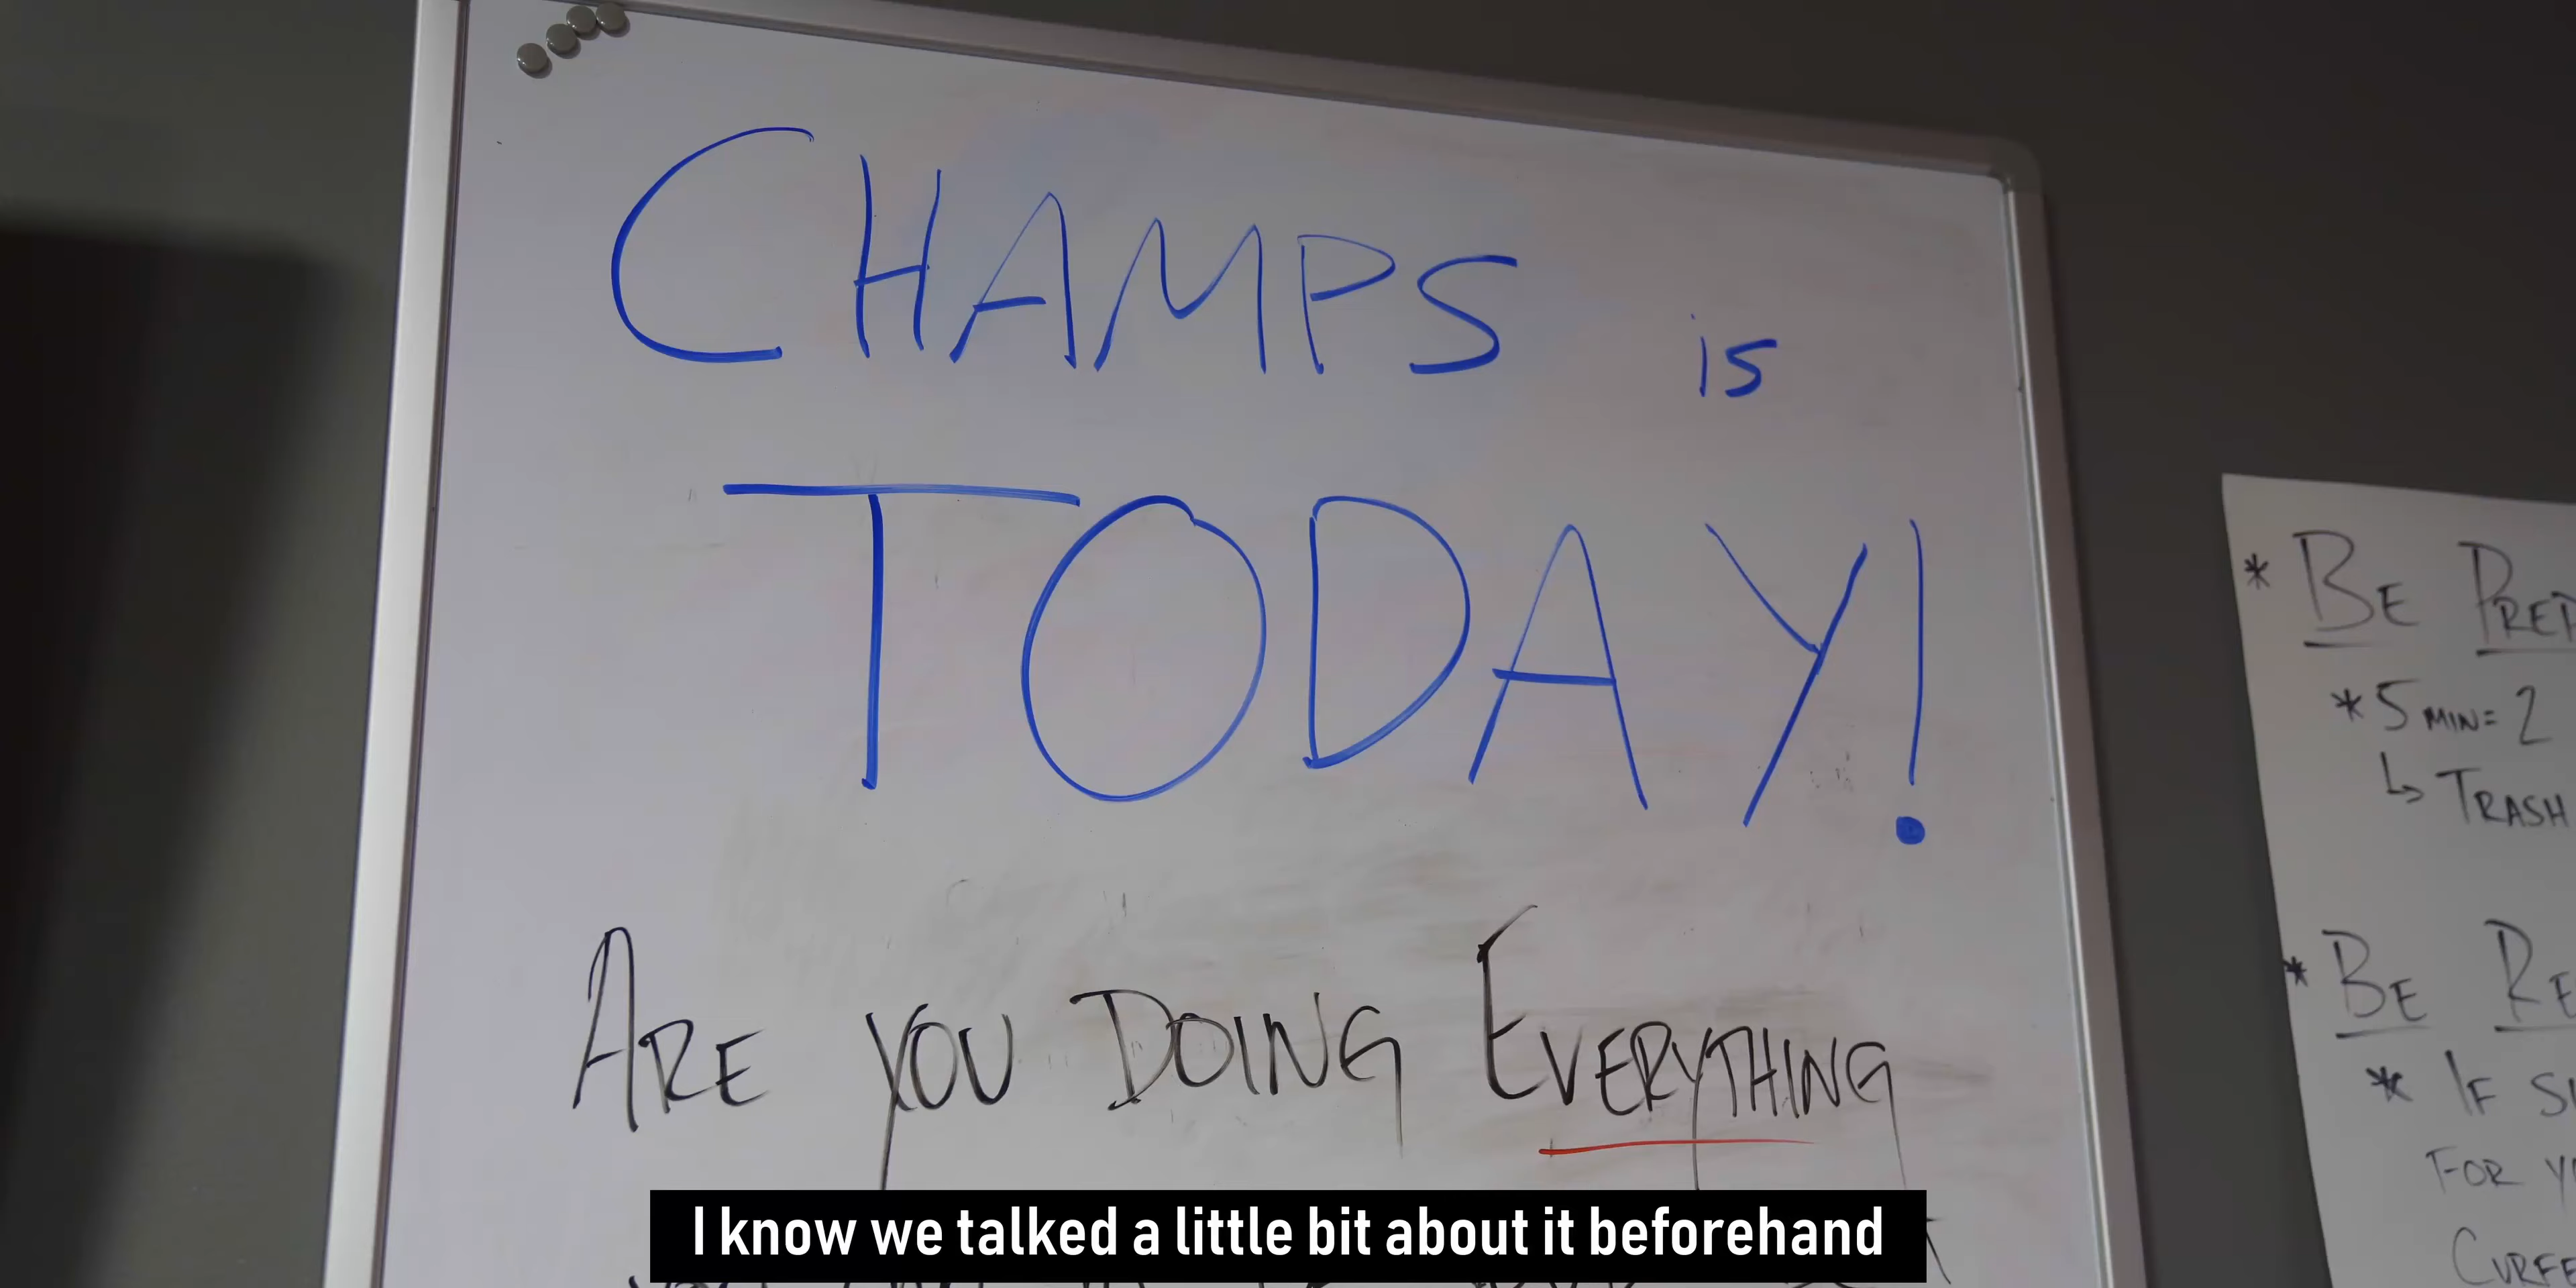 CHAMPS is
TODAY!
ARE YOU DOING EVERYTHING
* BE
* 5 MIN= 2
↳ TRASH
* BE
* IF
FOR
I know we talked a little bit about it beforehand